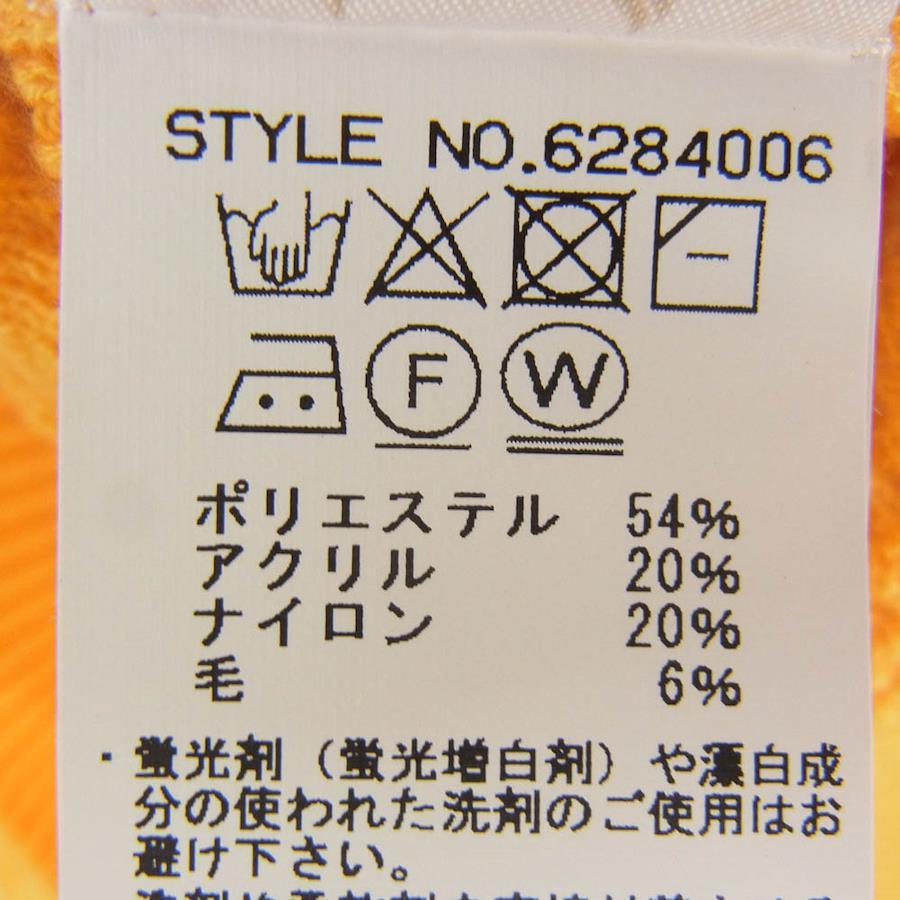 STYLE NO.6284006
F W
ポリエステル 54%
アクリル 20%
ナイロン 20%
毛 6%
・蛍光剤（蛍光増白剤）や漂白成
分の使われた洗剤のご使用はお
避け下さい。